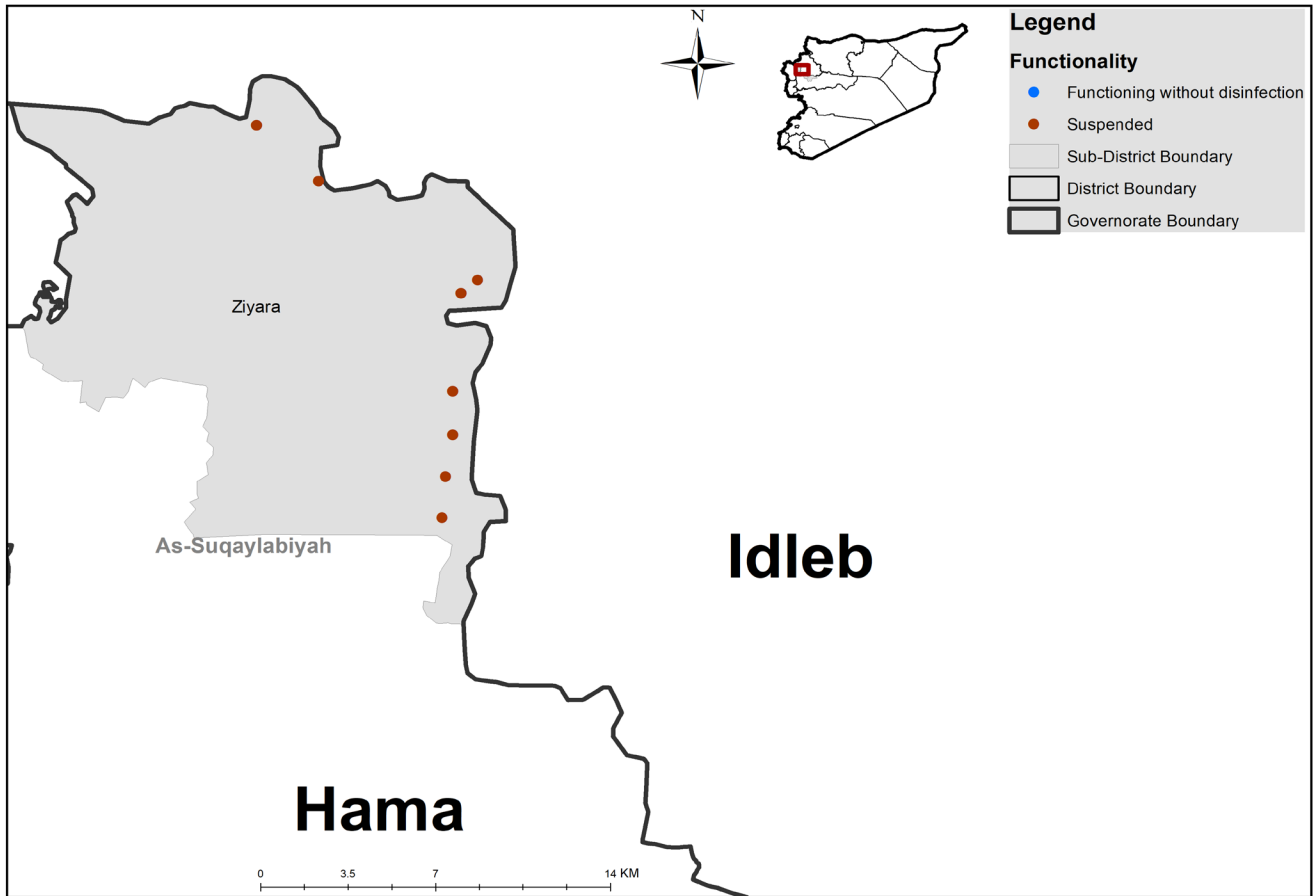 N
Legend
Functionality
Functioning without disinfection
Suspended
Sub-District Boundary
District Boundary
Governorate Boundary
Ziyara
As-Suqaylabiyah
Idleb
Hama
0 3.5 7 14 KM